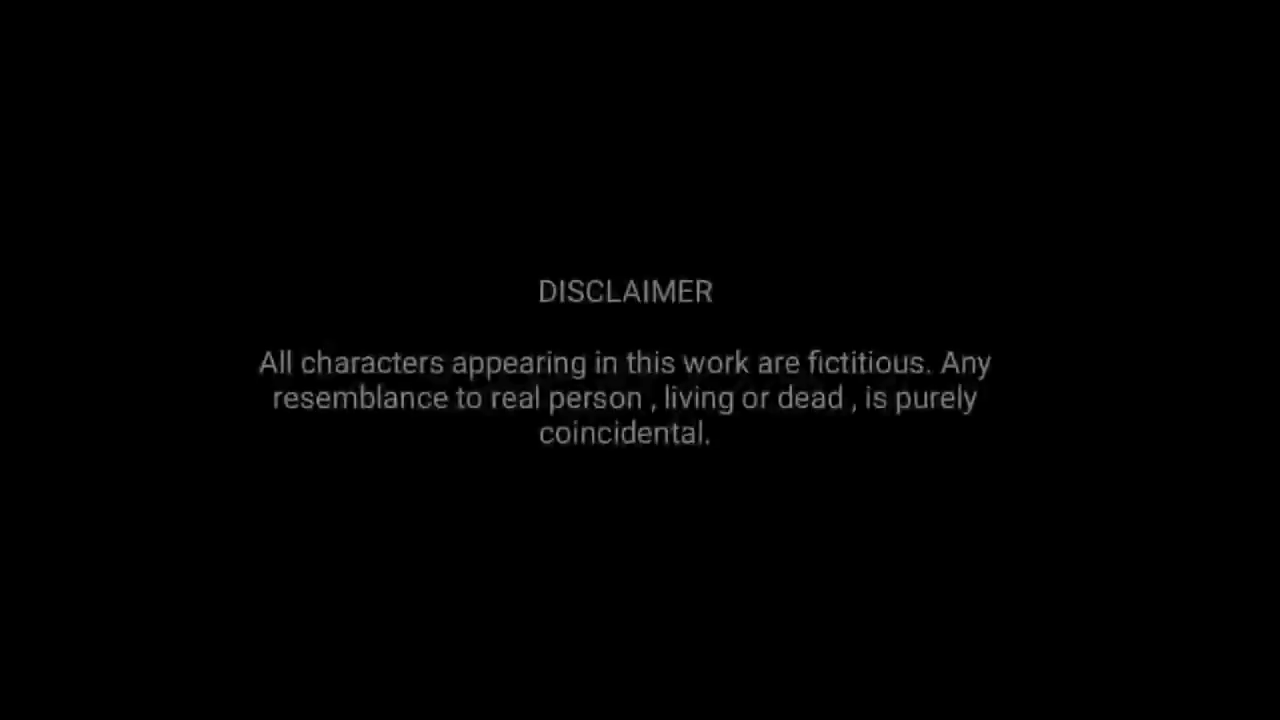 DISCLAIMER
All characters appearing in this work are fictitious. Any
resemblance to real person , living or dead , is purely
coincidental.